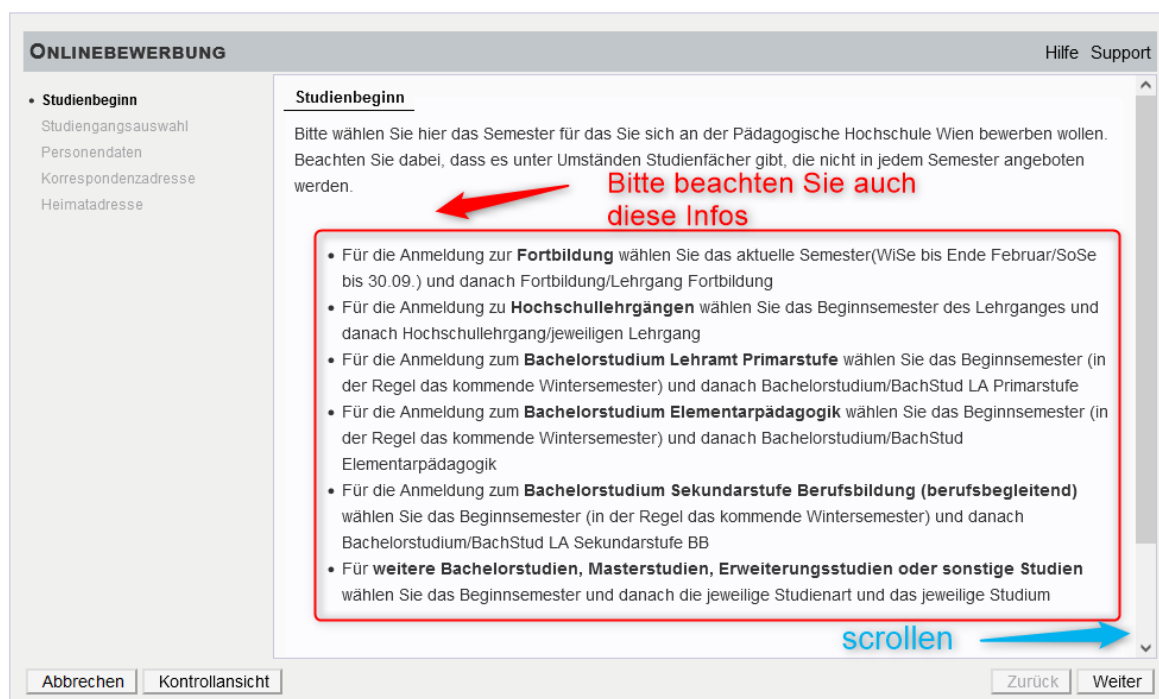 ONLINEBEWERBUNG
Hilfe Support
• Studienbeginn
Studiengangsauswahl
Personendaten
Korrespondenzadresse
Heimatadresse
Studienbeginn
Bitte wählen Sie hier das Semester für das Sie sich an der Pädagogische Hochschule Wien bewerben wollen.
Beachten Sie dabei, dass es unter Umständen Studienfächer gibt, die nicht in jedem Semester angeboten
werden.
Bitte beachten Sie auch
diese Infos
• Für die Anmeldung zur Fortbildung wählen Sie das aktuelle Semester(WiSe bis Ende Februar/SoSe
bis 30.09.) und danach Fortbildung/Lehrgang Fortbildung
• Für die Anmeldung zu Hochschullehrgängen wählen Sie das Beginnsemester des Lehrganges und
danach Hochschullehrgang/jeweiligen Lehrgang
• Für die Anmeldung zum Bachelorstudium Lehramt Primarstufe wählen Sie das Beginnsemester (in
der Regel das kommende Wintersemester) und danach Bachelorstudium/BachStud LA Primarstufe
• Für die Anmeldung zum Bachelorstudium Elementarpädagogik wählen Sie das Beginnsemester (in
der Regel das kommende Wintersemester) und danach Bachelorstudium/BachStud
Elementarpädagogik
• Für die Anmeldung zum Bachelorstudium Sekundarstufe Berufsbildung (berufsbegleitend)
wählen Sie das Beginnsemester (in der Regel das kommende Wintersemester) und danach
Bachelorstudium/BachStud LA Sekundarstufe BB
• Für weitere Bachelorstudien, Masterstudien, Erweiterungsstudien oder sonstige Studien
wählen Sie das Beginnsemester und danach die jeweilige Studienart und das jeweilige Studium
scrollen
Abbrechen Kontrollansicht Zurück Weiter